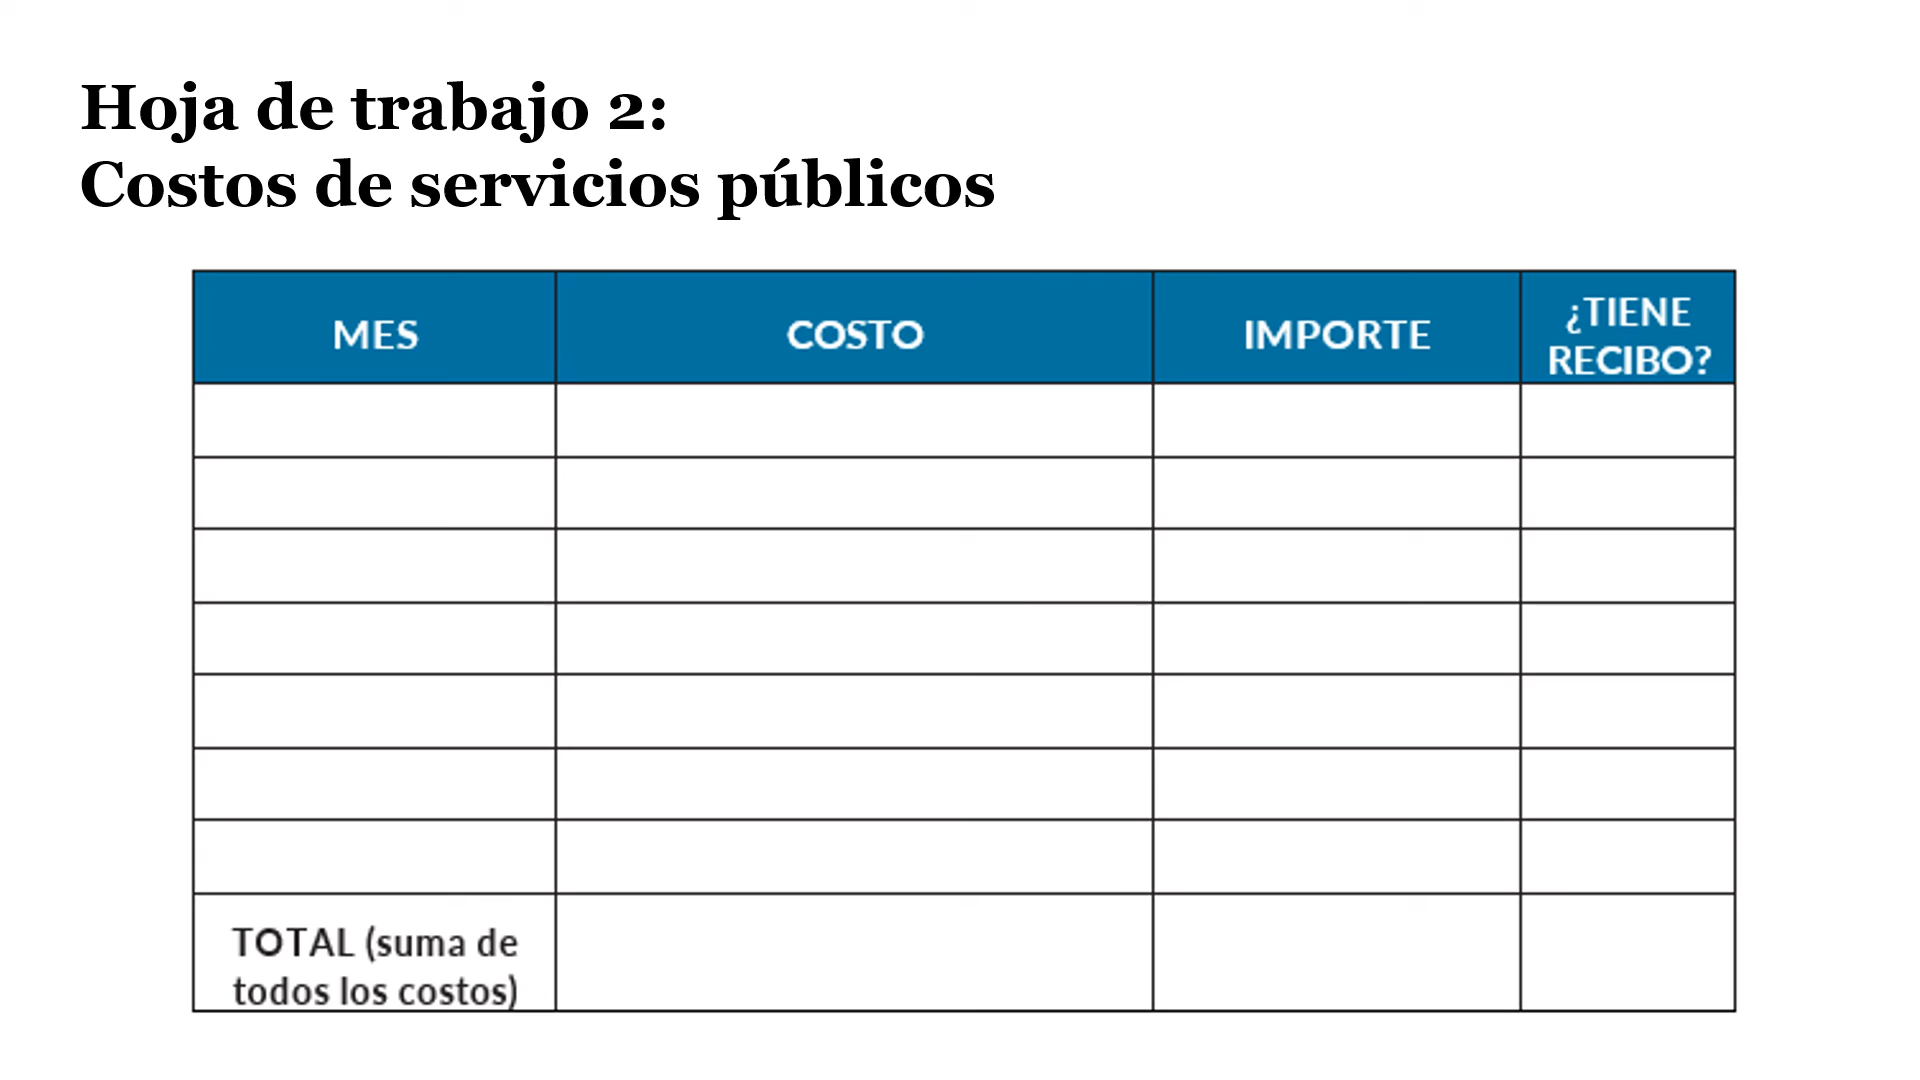 Hoja de trabajo 2:
Costos de servicios públicos
MES
COSTO
IMPORTE
¿TIENE
RECIBO?
TOTAL (suma de
todos los costos)